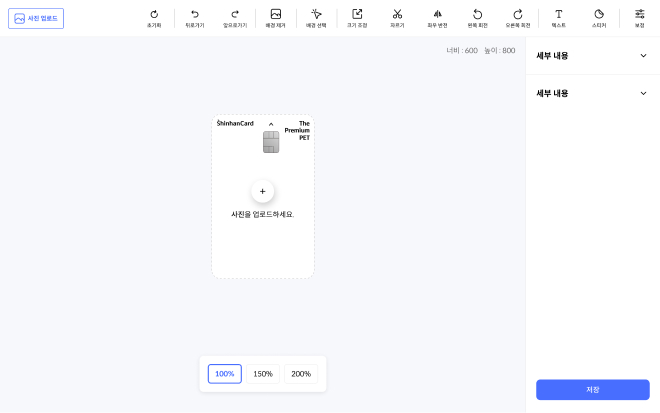 사진 업로드
초기화
뒤로가기
앞으로가기
배경 제거
배경 선택
크기 조정
자르기
좌우 반전
왼쪽 회전
오른쪽 회전
텍스트
스티커
보정
너비 : 600 높이 : 800
세부 내용
세부 내용
ShinhanCard
The
Premium
PET
사진을 업로드하세요.
100%
150%
200%
저장